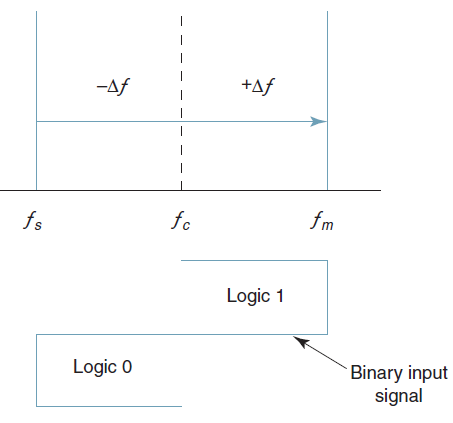 −Δf +Δf
fs fc fm
Logic 1
Logic 0
Binary input
signal